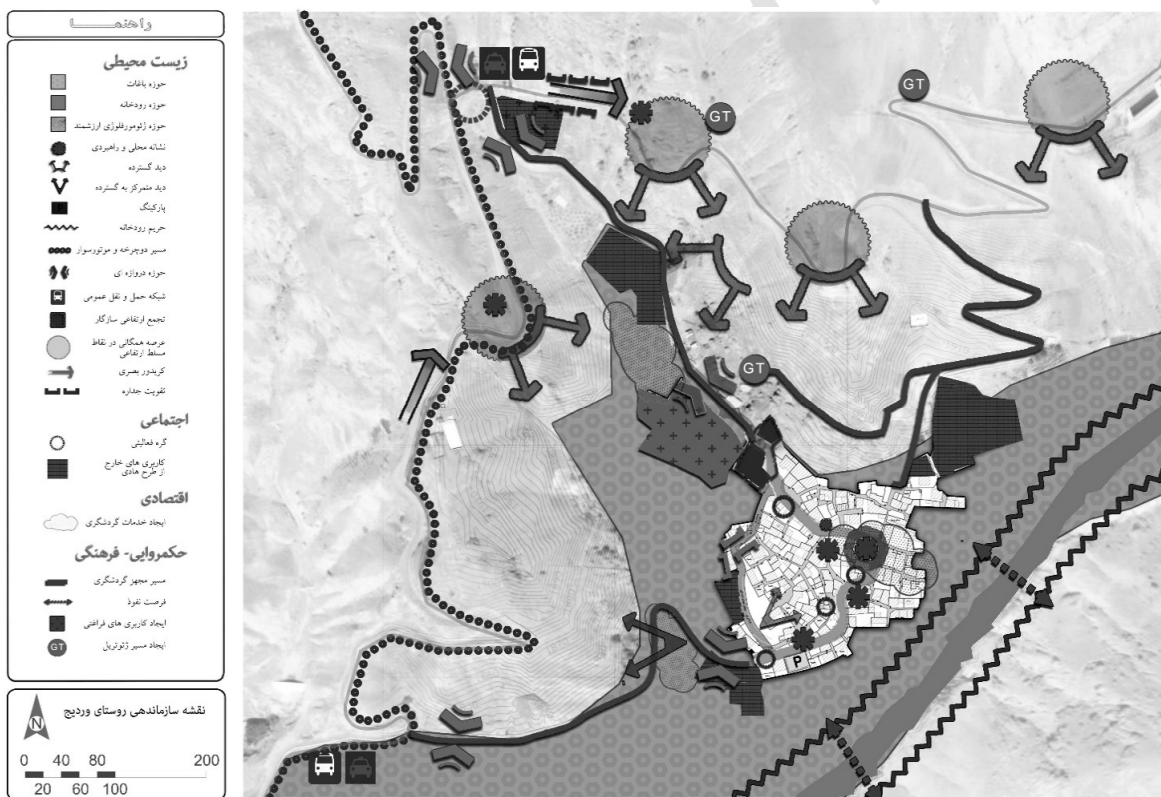 راهنمـــــا
زیست محیطی
حوزه باغات
حوزه رودخانه
حوزه ژئومورفلوژی ارزشمند
نشانه محلی و راهبردی
دید گسترده
دید متمرکز به گسترده
پارکینگ
حریم رودخانه
مسیر دوچرخه و موتورسوار
حوزه دروازه ای
شبکه حمل و نقل عمومی
تجمع ارتفاعی سازگار
عرصه همگانی در نقاط
مسلط ارتفاعی
کریدور بصری
تقویت جداره
اجتماعی
گره فعالیتی
کاربری های خارج
از طرح هادی
اقتصادی
ایجاد خدمات گردشگری
حکمروایی- فرهنگی
مسیر مجهز گردشگری
فرصت نفوذ
ایجاد کاربری های فراغتی
GT
ایجاد مسیر ژئوتریل
نقشه سازماندهی روستای وردیج
N
0 40 80 200
20 60 100
GT
GT
GT
P